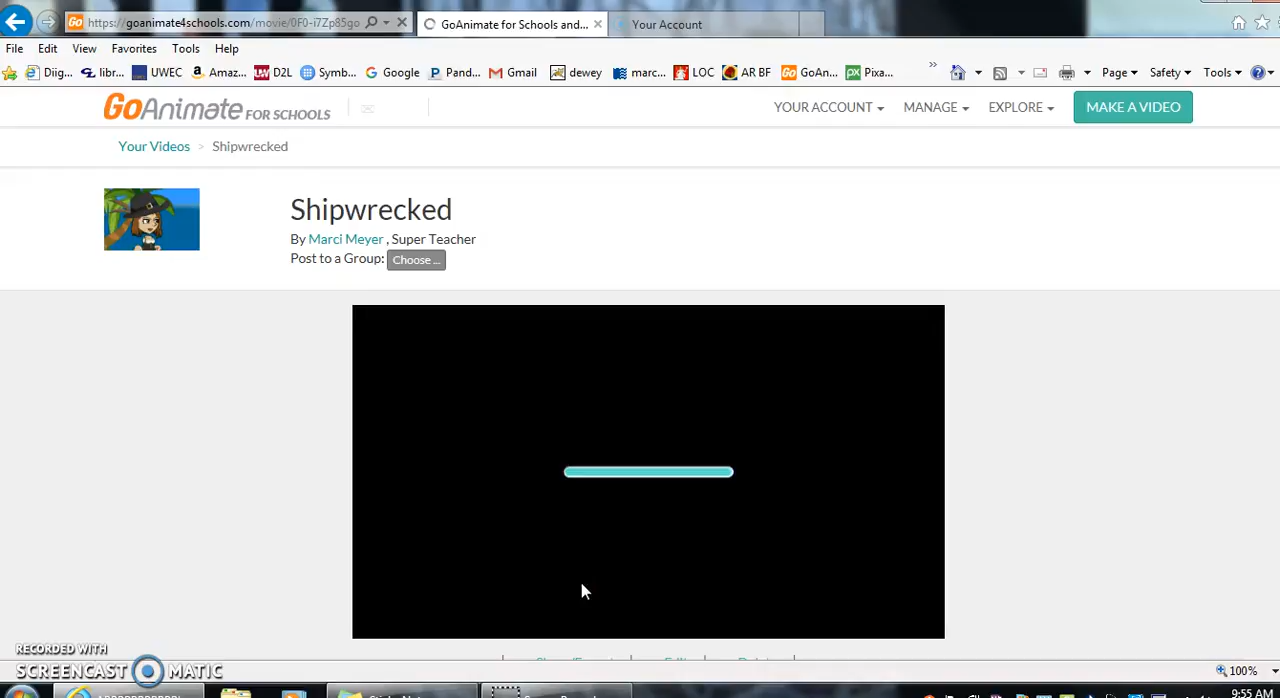 https://goanimate4schools.com/movie/0F0-i7Zp85go
GoAnimate for Schools and...
Your Account
File Edit View Favorites Tools Help
Diig... libr... UWEC Amaz... D2L Symb... Google Pand... Gmail dewey marc... LOC AR BF GoAn... Pixa... » Page Safety Tools
GoAnimate FOR SCHOOLS
YOUR ACCOUNT MANAGE EXPLORE MAKE A VIDEO
Your Videos > Shipwrecked
Shipwrecked
By Marci Meyer , Super Teacher
Post to a Group: Choose ...
RECORDED WITH
SCREENCAST MATIC
100%
9:55 AM